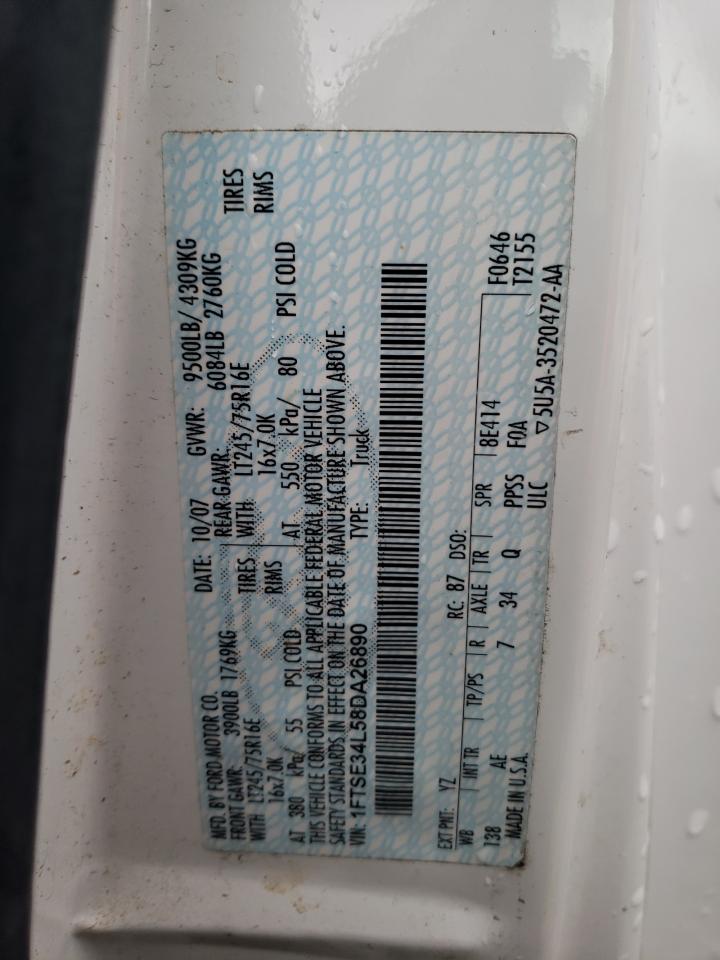 MFD. BY FORD MOTOR CO. DATE: 10/07 GVWR: 9500LB/ 4309KG
FRONT GAWR: 3900LB 1769KG REAR GAWR: 6084LB 2760KG
WITH LT245/75R16E TIRES WITH LT245/75R16E TIRES
16x7.0K RIMS 16x7.0K RIMS
AT 380 kPa/ 55 PSI COLD AT 550 kPa/ 80 PSI COLD
THIS VEHICLE CONFORMS TO ALL APPLICABLE FEDERAL MOTOR VEHICLE
SAFETY STANDARDS IN EFFECT ON THE DATE OF MANUFACTURE SHOWN ABOVE.
VIN: 1FTSE34L58DA26890 TYPE: Truck
F0646
T2155
EXT PNT: YZ RC: 87 DSO:
WB INT TR TP/PS R AXLE TR SPR 8E414
138 AE 7 34 Q PPSS F0A
MADE IN U.S.A. ULC
▽5U5A-3520472-AA